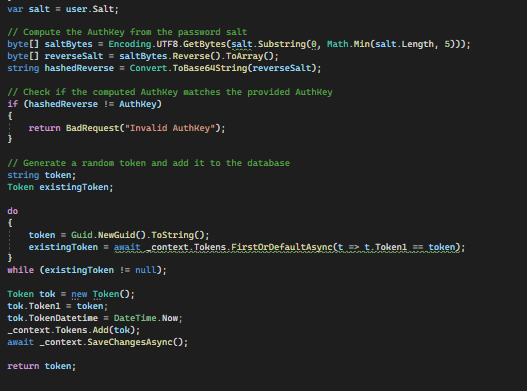 var salt = user.Salt;
// Compute the AuthKey from the password salt
byte[] saltBytes = Encoding.UTF8.GetBytes(salt.Substring(0, Math.Min(salt.Length, 5)));
byte[] reverseSalt = saltBytes.Reverse().ToArray();
string hashedReverse = Convert.ToBase64String(reverseSalt);
// Check if the computed AuthKey matches the provided AuthKey
if (hashedReverse != AuthKey)
{
return BadRequest("Invalid AuthKey");
}
// Generate a random token and add it to the database
string token;
Token existingToken;
do
{
token = Guid.NewGuid().ToString();
existingToken = await _context.Tokens.FirstOrDefaultAsync(t => t.Token1 == token);
}
while (existingToken != null);
Token tok = new Token();
tok.Token1 = token;
tok.TokenDatetime = DateTime.Now;
_context.Tokens.Add(tok);
await _context.SaveChangesAsync();
return token;